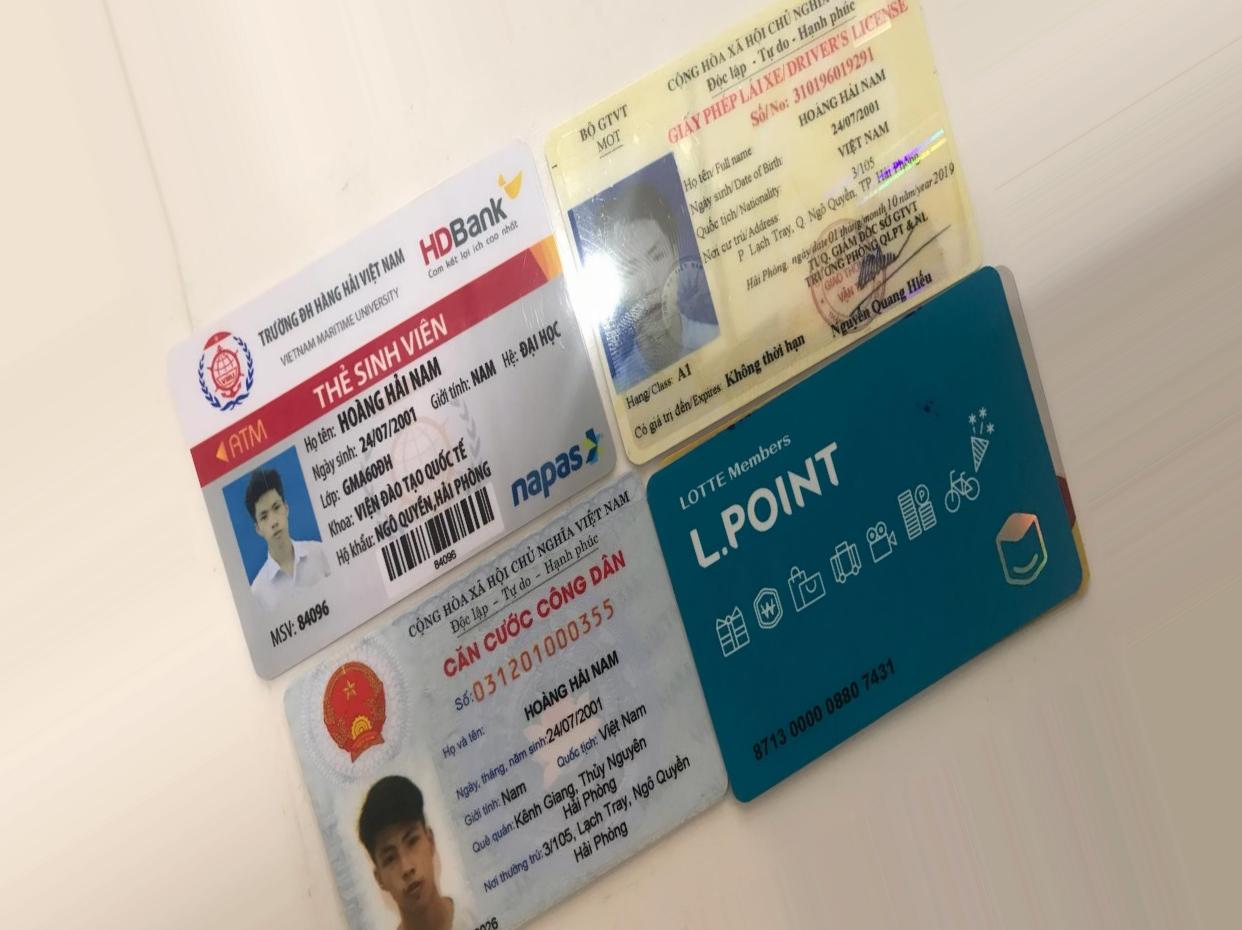 TRƯỜNG ĐH HÀNG HẢI VIỆT NAM
VIETNAM MARITIME UNIVERSITY
HDBank
Cam kết lợi ích cao nhất
THẺ SINH VIÊN
ATM
Họ tên: HOÀNG HẢI NAM
Ngày sinh: 24/07/2001 Giới tính: NAM Hệ: ĐẠI HỌC
Lớp: GMA60ĐH
Khoa: VIỆN ĐÀO TẠO QUỐC TẾ
Hộ khẩu: NGÔ QUYỀN,HẢI PHÒNG
84096
MSV: 84096
napas
BỘ GTVT
MOT
CỘNG HÒA XÃ HỘI CHỦ NGHĨA
Độc lập - Tự do - Hạnh phúc
GIẤY PHÉP LÁI XE/DRIVER'S LICENSE
Số/No: 310196019291
Họ tên/Full name HOÀNG HẢI NAM
Ngày sinh/Date of Birth: 24/07/2001
Quốc tịch/Nationality: VIỆT NAM
Nơi cư trú/Address: 3/105
P. Lạch Tray, Q. Ngô Quyền, TP. Hải Phòng
Hải Phòng, ngày/date 01 tháng/month 10 năm/year 2019
TUQ. GIÁM ĐỐC SỞ GTVT
TRƯỞNG PHÒNG QLPT & NL
Nguyễn Quang Hiếu
Hạng/Class: A1
Có giá trị đến/Expires: Không thời hạn
CỘNG HÒA XÃ HỘI CHỦ NGHĨA VIỆT NAM
Độc lập - Tự do - Hạnh phúc
CĂN CƯỚC CÔNG DÂN
Số: 031201000355
Họ và tên: HOÀNG HẢI NAM
Ngày, tháng, năm sinh: 24/07/2001
Giới tính: Nam Quốc tịch: Việt Nam
Quê quán: Kênh Giang, Thủy Nguyên
Hải Phòng
Nơi thường trú: 3/105, Lạch Tray, Ngô Quyền
Hải Phòng
LOTTE Members
L.POINT
8713 0000 0880 7431